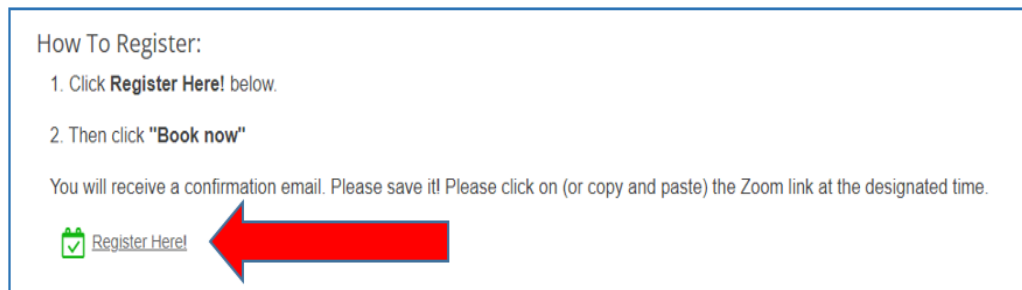 How To Register:
1. Click Register Here! below.
2. Then click "Book now"
You will receive a confirmation email. Please save it! Please click on (or copy and paste) the Zoom link at the designated time.
Register Here!